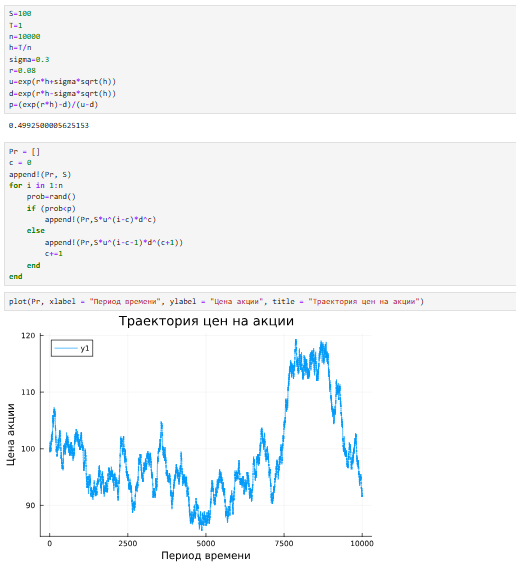 S=100
T=1
n=10000
h=T/n
sigma=0.3
r=0.08
u=exp(r*h+sigma*sqrt(h))
d=exp(r*h-sigma*sqrt(h))
p=(exp(r*h)-d)/(u-d)
0.4992500005625153
Pr = []
c = 0
append!(Pr, S)
for i in 1:n
    prob=rand()
    if (prob<p)
        append!(Pr,S*u^(i-c)*d^c)
    else
        append!(Pr,S*u^(i-c-1)*d^(c+1))
        c+=1
    end
end
plot(Pr, xlabel = "Период времени", ylabel = "Цена акции", title = "Траектория цен на акции")
Траектория цен на акции
y1
120
110
100
90
Цена акции
0 2500 5000 7500 10000
Период времени